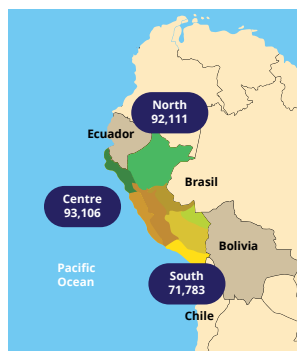 North
92,111
Ecuador
Brasil
Centre
93,106
Bolivia
Pacific
Ocean
South
71,783
Chile